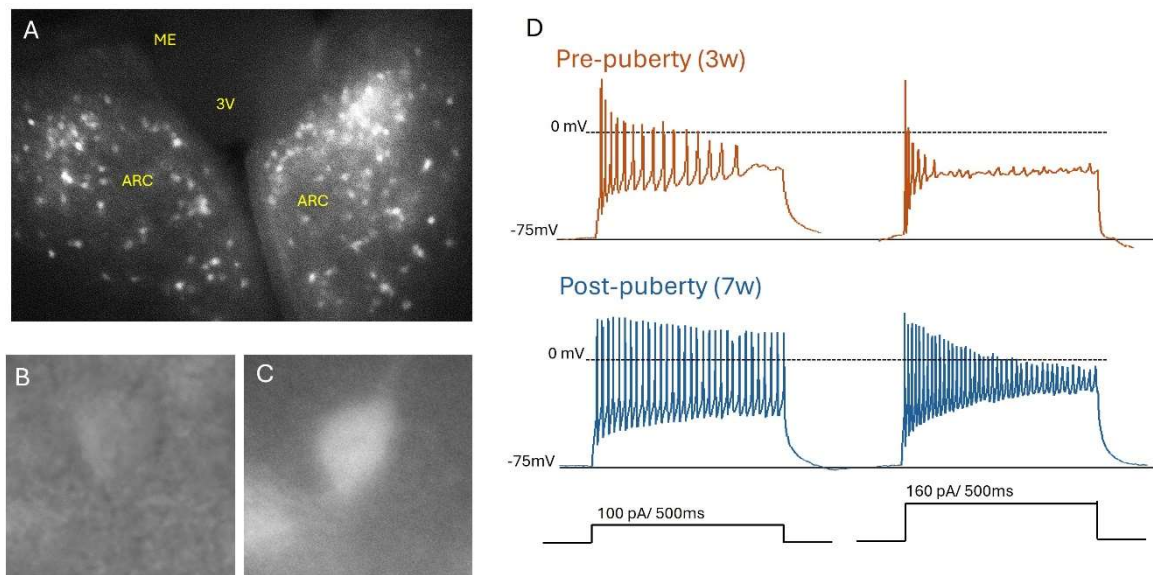 A
ME
3V
ARC
ARC
B
C
D
Pre-puberty (3w)
0 mV
-75mV
Post-puberty (7w)
0 mV
-75mV
100 pA/ 500ms
160 pA/ 500ms